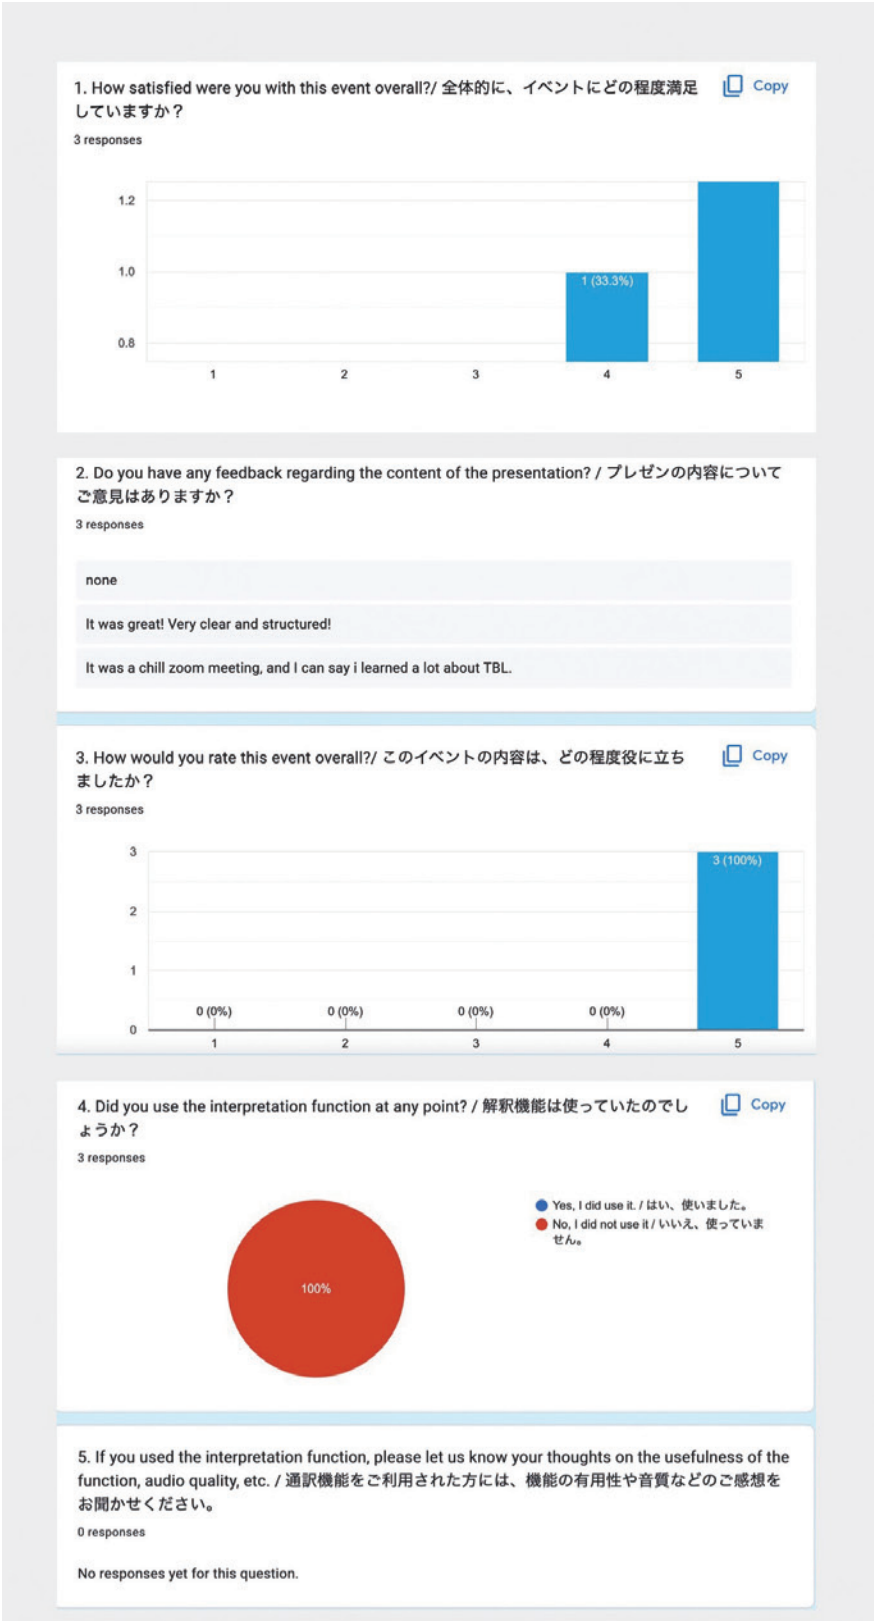 1. How satisfied were you with this event overall?/ 全体的に、イベントにどの程度満足
していますか？
Copy
3 responses
1.2
1.0
0.8
1 (33.3%)
1 2 3 4 5
2. Do you have any feedback regarding the content of the presentation? / プレゼンの内容について
ご意見はありますか？
3 responses
none
It was great! Very clear and structured!
It was a chill zoom meeting, and I can say i learned a lot about TBL.
3. How would you rate this event overall?/ このイベントの内容は、どの程度役に立ち
ましたか？
Copy
3 responses
3
2
1
0
0 (0%) 0 (0%) 0 (0%) 0 (0%) 3 (100%)
1 2 3 4 5
4. Did you use the interpretation function at any point? / 解釈機能は使っていたのでし
ょうか？
Copy
3 responses
100%
Yes, I did use it. / はい、使いました。
No, I did not use it / いいえ、使っていま
せん。
5. If you used the interpretation function, please let us know your thoughts on the usefulness of the
function, audio quality, etc. / 通訳機能をご利用された方には、機能の有用性や音質などのご感想を
お聞かせください。
0 responses
No responses yet for this question.